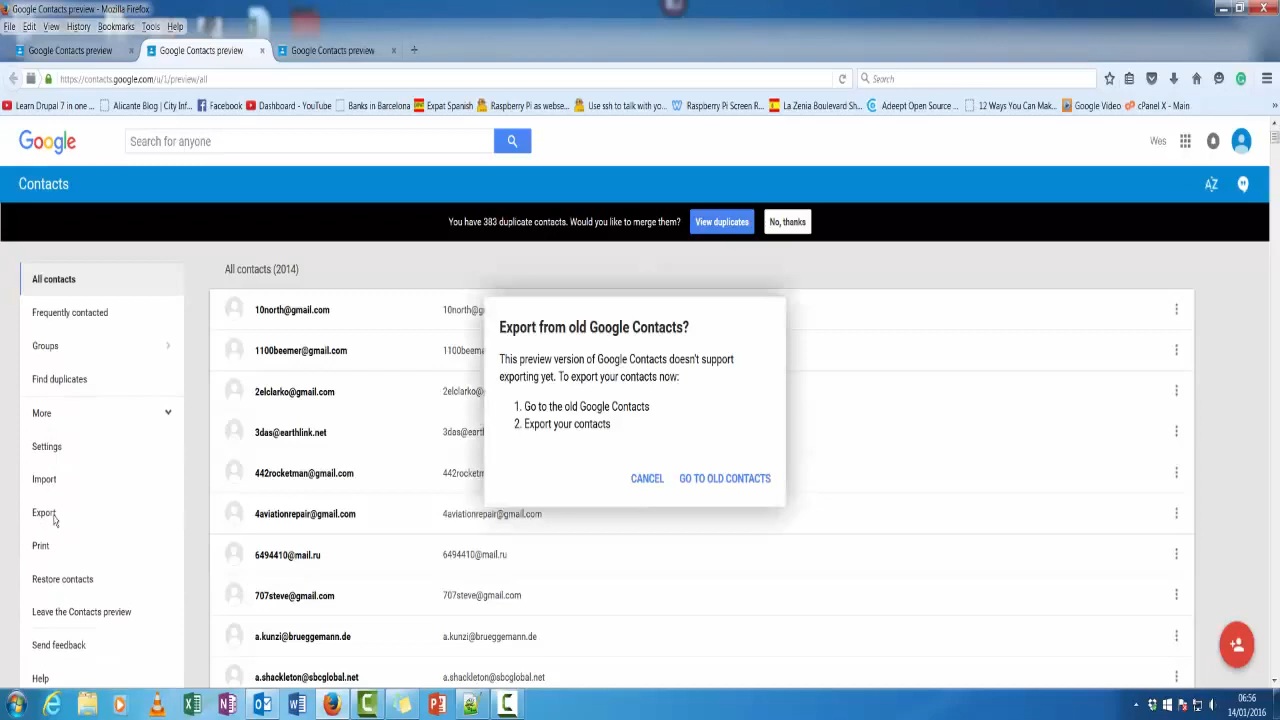 Google Contacts preview - Mozilla Firefox
File Edit View History Bookmarks Tools Help
Google Contacts preview × Google Contacts preview × Google Contacts preview × +
https://contacts.google.com/u/1/preview/all Search
Learn Drupal 7 in one ... Alicante Blog | City Inf... Facebook Dashboard - YouTube Banks in Barcelona Expat Spanish Raspberry Pi as webse... Use ssh to talk with yo... Raspberry Pi Screen R... La Zenia Boulevard Sh... Adeept Open Source ... 12 Ways You Can Mak... Google Video cPanel X - Main »
Google Search for anyone Wes
Contacts AZ
You have 383 duplicate contacts. Would you like to merge them? View duplicates No, thanks
All contacts
Frequently contacted
Groups
Find duplicates
More
Settings
Import
Export
Print
Restore contacts
Leave the Contacts preview
Send feedback
Help
All contacts (2014)
10north@gmail.com 10north@g
1100beemer@gmail.com 1100beeme
2elclarko@gmail.com 2elclarko@
3das@earthlink.net 3das@earth
442rocketman@gmail.com 442rocketm
4aviationrepair@gmail.com 4aviationrepair@gmail.com
6494410@mail.ru 6494410@mail.ru
707steve@gmail.com 707steve@gmail.com
a.kunzi@brueggemann.de a.kunzi@brueggemann.de
a.shackleton@sbcglobal.net a.shackleton@sbcglobal.net
Export from old Google Contacts?
This preview version of Google Contacts doesn't support
exporting yet. To export your contacts now:
1. Go to the old Google Contacts
2. Export your contacts
CANCEL GO TO OLD CONTACTS
06:56
14/01/2016